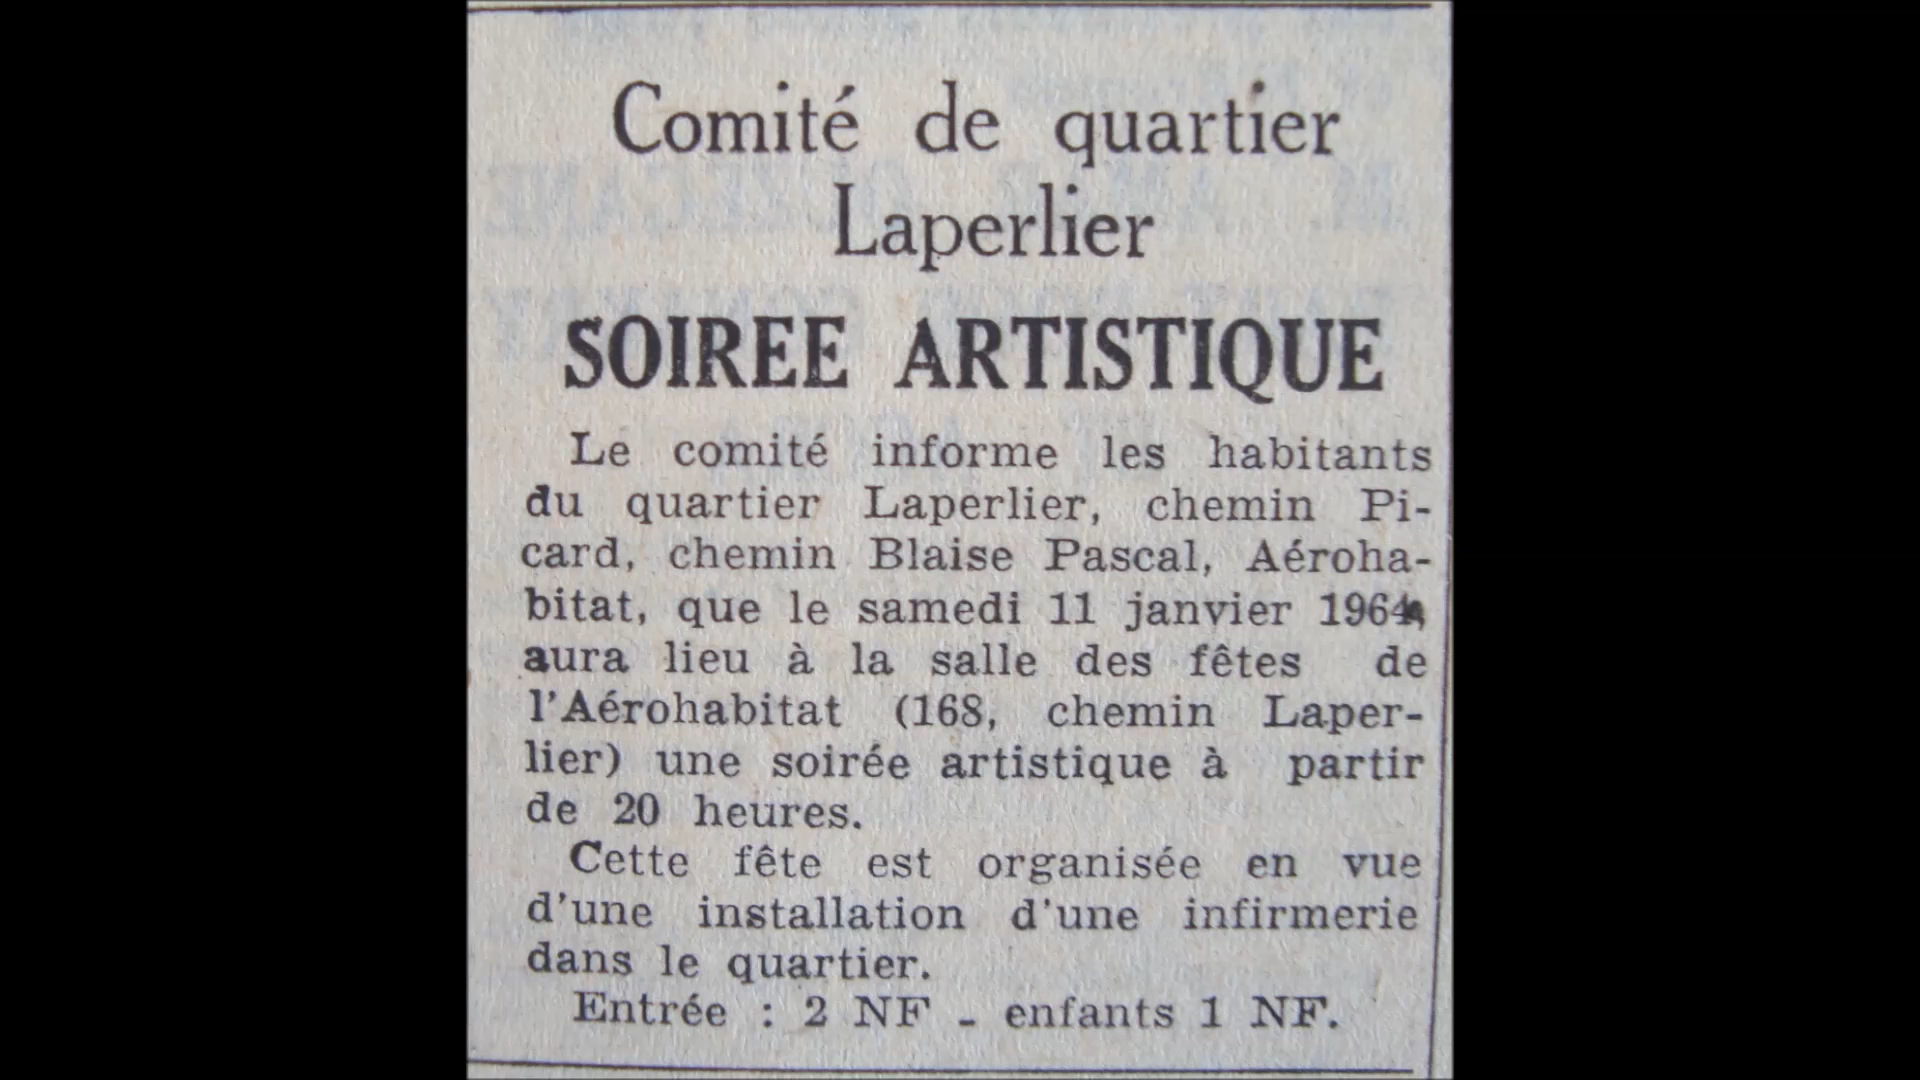 Comité de quartier
Laperlier
SOIREE ARTISTIQUE
Le comité informe les habitants
du quartier Laperlier, chemin Pi-
card, chemin Blaise Pascal, Aéroha-
bitat, que le samedi 11 janvier 1964,
aura lieu à la salle des fêtes de
l'Aérohabitat (168, chemin Laper-
lier) une soirée artistique à partir
de 20 heures.
Cette fête est organisée en vue
d'une installation d'une infirmerie
dans le quartier.
Entrée : 2 NF - enfants 1 NF.